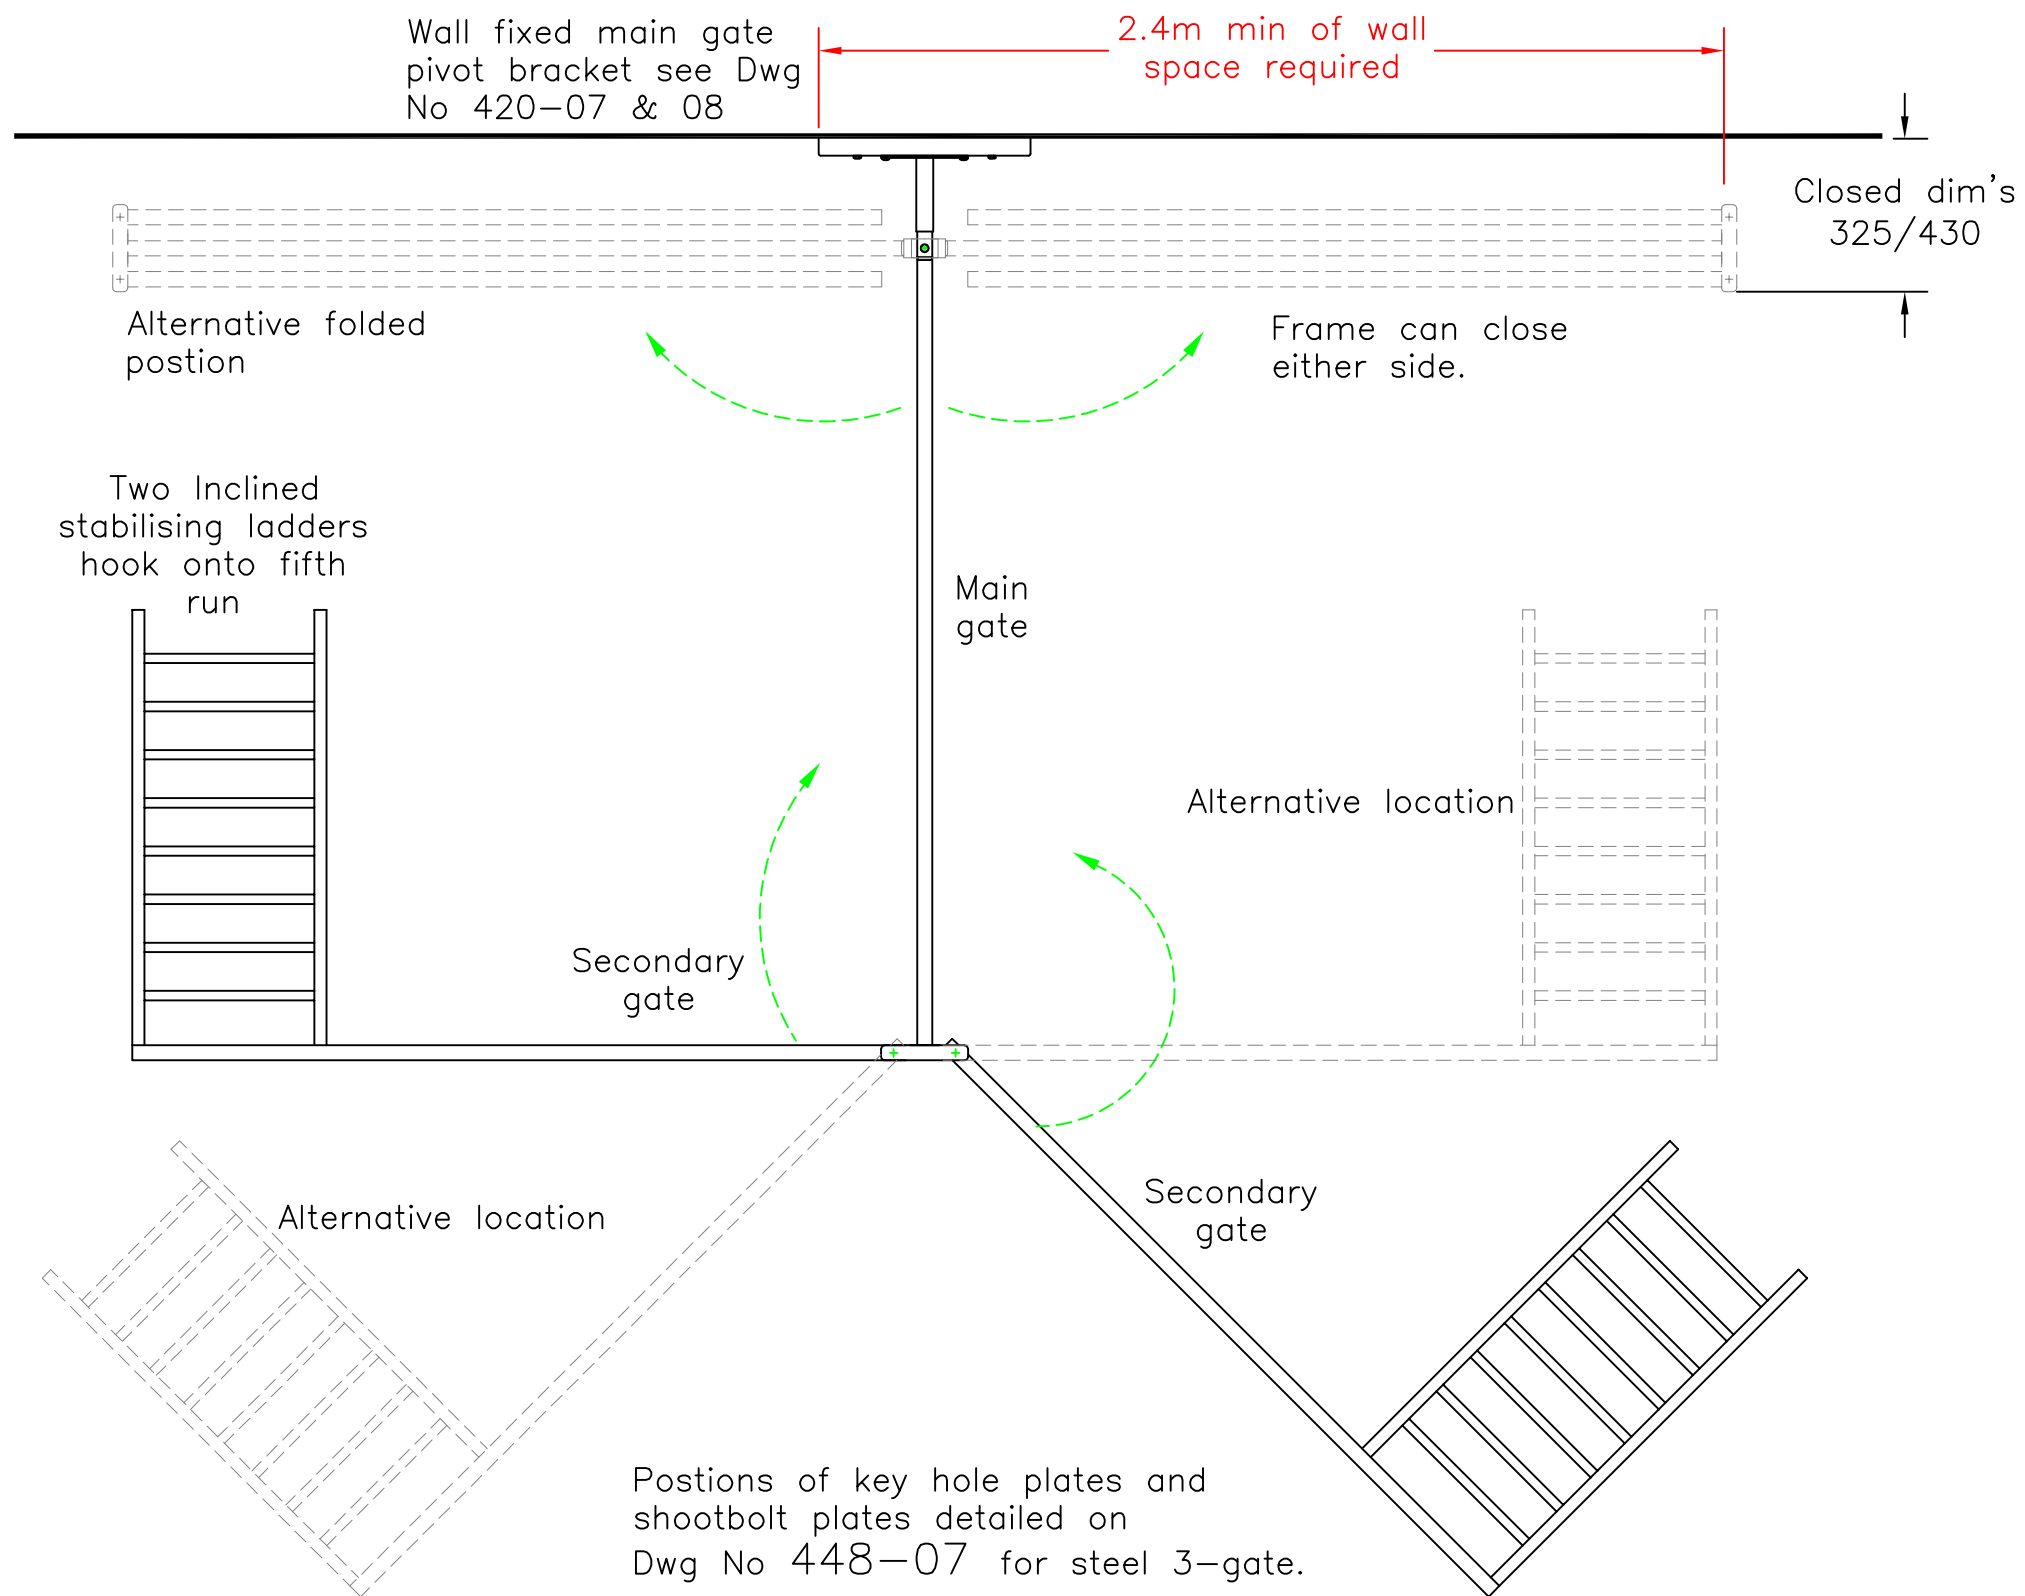 Wall fixed main gate
pivot bracket see Dwg
No 420-07 & 08
2.4m min of wall
space required
Closed dim's
325/430
Alternative folded
postion
Frame can close
either side.
Two Inclined
stabilising ladders
hook onto fifth
run
Main
gate
Alternative location
Secondary
gate
Alternative location
Secondary
gate
Postions of key hole plates and
shootbolt plates detailed on
Dwg No 448-07 for steel 3-gate.